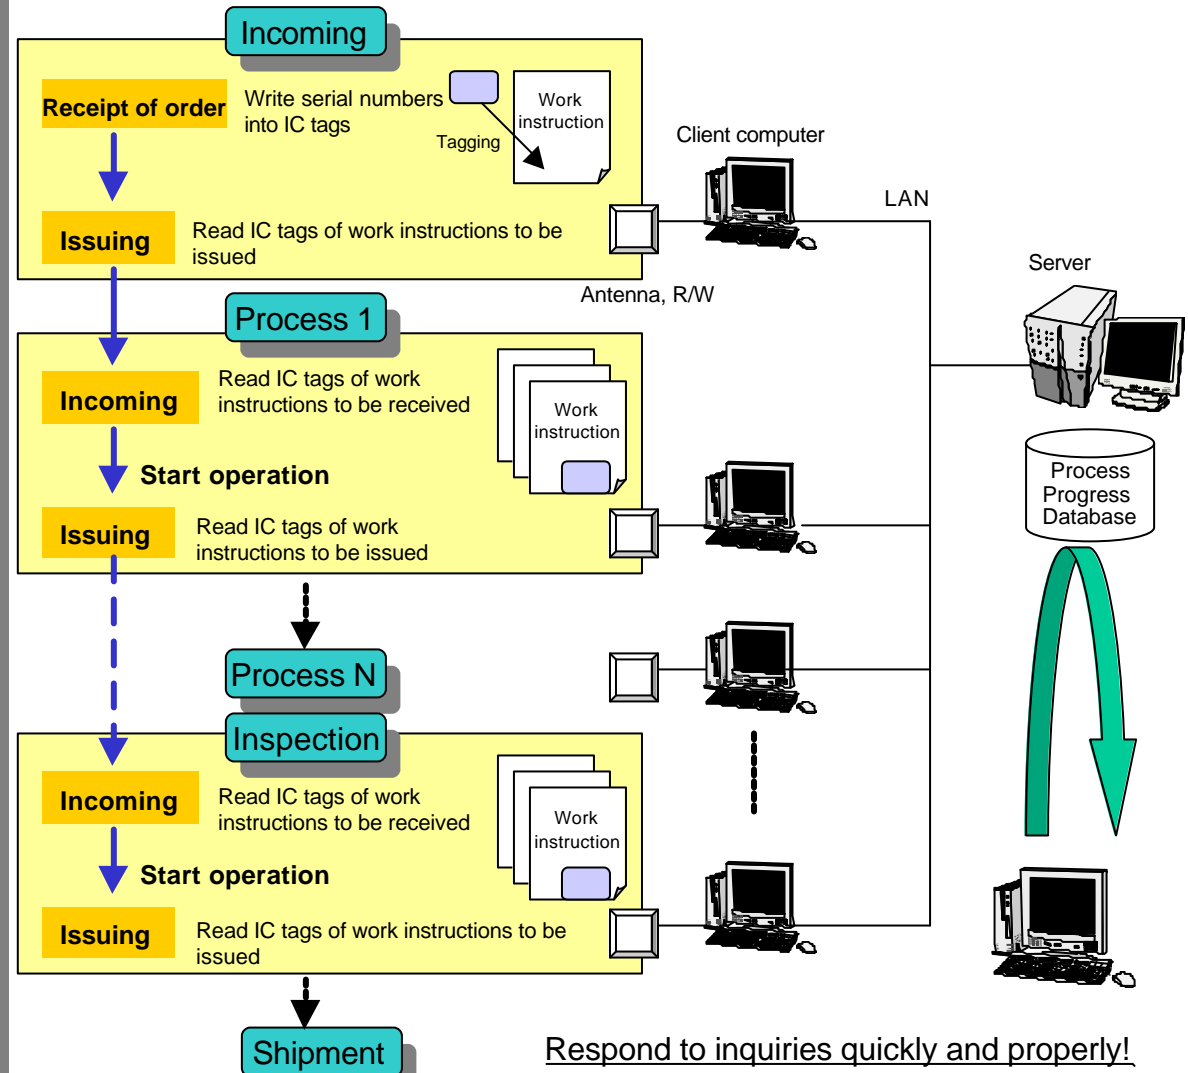 Incoming
Receipt of order
Write serial numbers
into IC tags
Tagging
Work
instruction
Issuing
Read IC tags of work instructions to be
issued
Client computer
LAN
Antenna, R/W
Server
Process 1
Incoming
Read IC tags of work
instructions to be received
Start operation
Issuing
Read IC tags of work
instructions to be issued
Work
instruction
Process
Progress
Database
Process N
Inspection
Incoming
Read IC tags of work
instructions to be received
Start operation
Issuing
Read IC tags of work instructions to be
issued
Work
instruction
Shipment
Respond to inquiries quickly and properly!